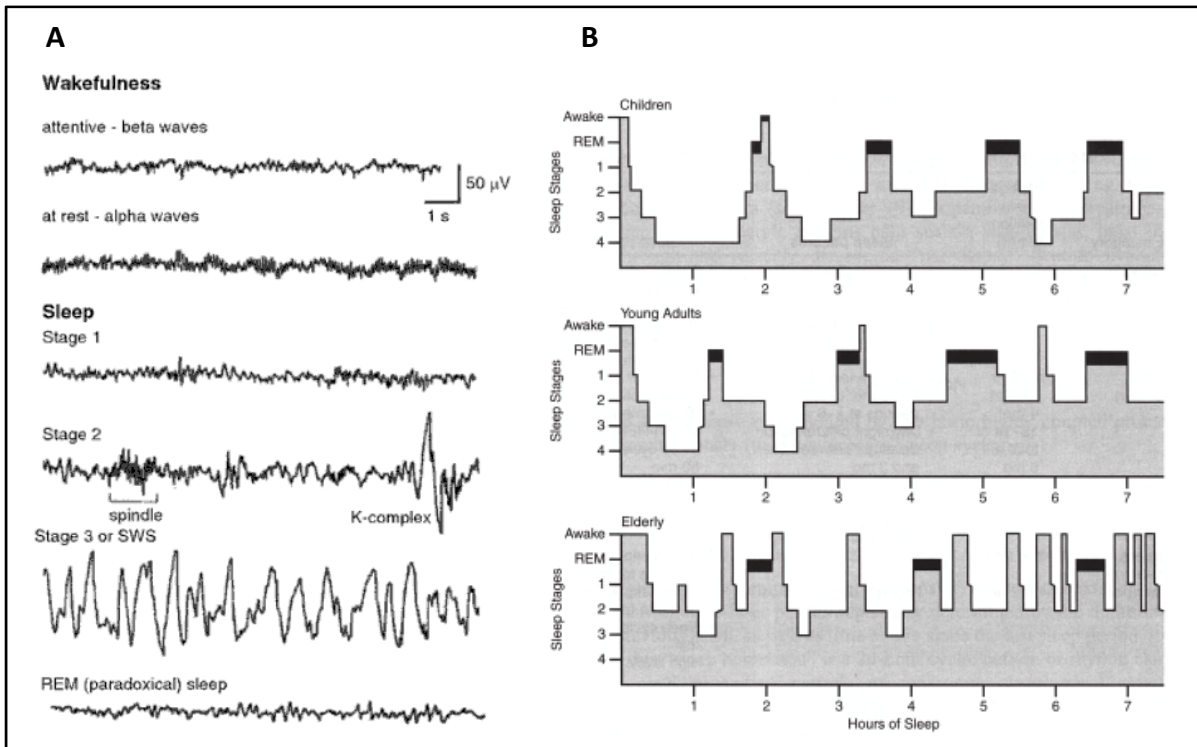 A
Wakefulness
attentive - beta waves
50 µV
1 s
at rest - alpha waves
Sleep
Stage 1
Stage 2
spindle
K-complex
Stage 3 or SWS
REM (paradoxical) sleep
B
Children
Awake
REM
1
2
3
4
Sleep Stages
1 2 3 4 5 6 7
Young Adults
Awake
REM
1
2
3
4
Sleep Stages
1 2 3 4 5 6 7
Elderly
Awake
REM
1
2
3
4
Sleep Stages
1 2 3 4 5 6 7
Hours of Sleep